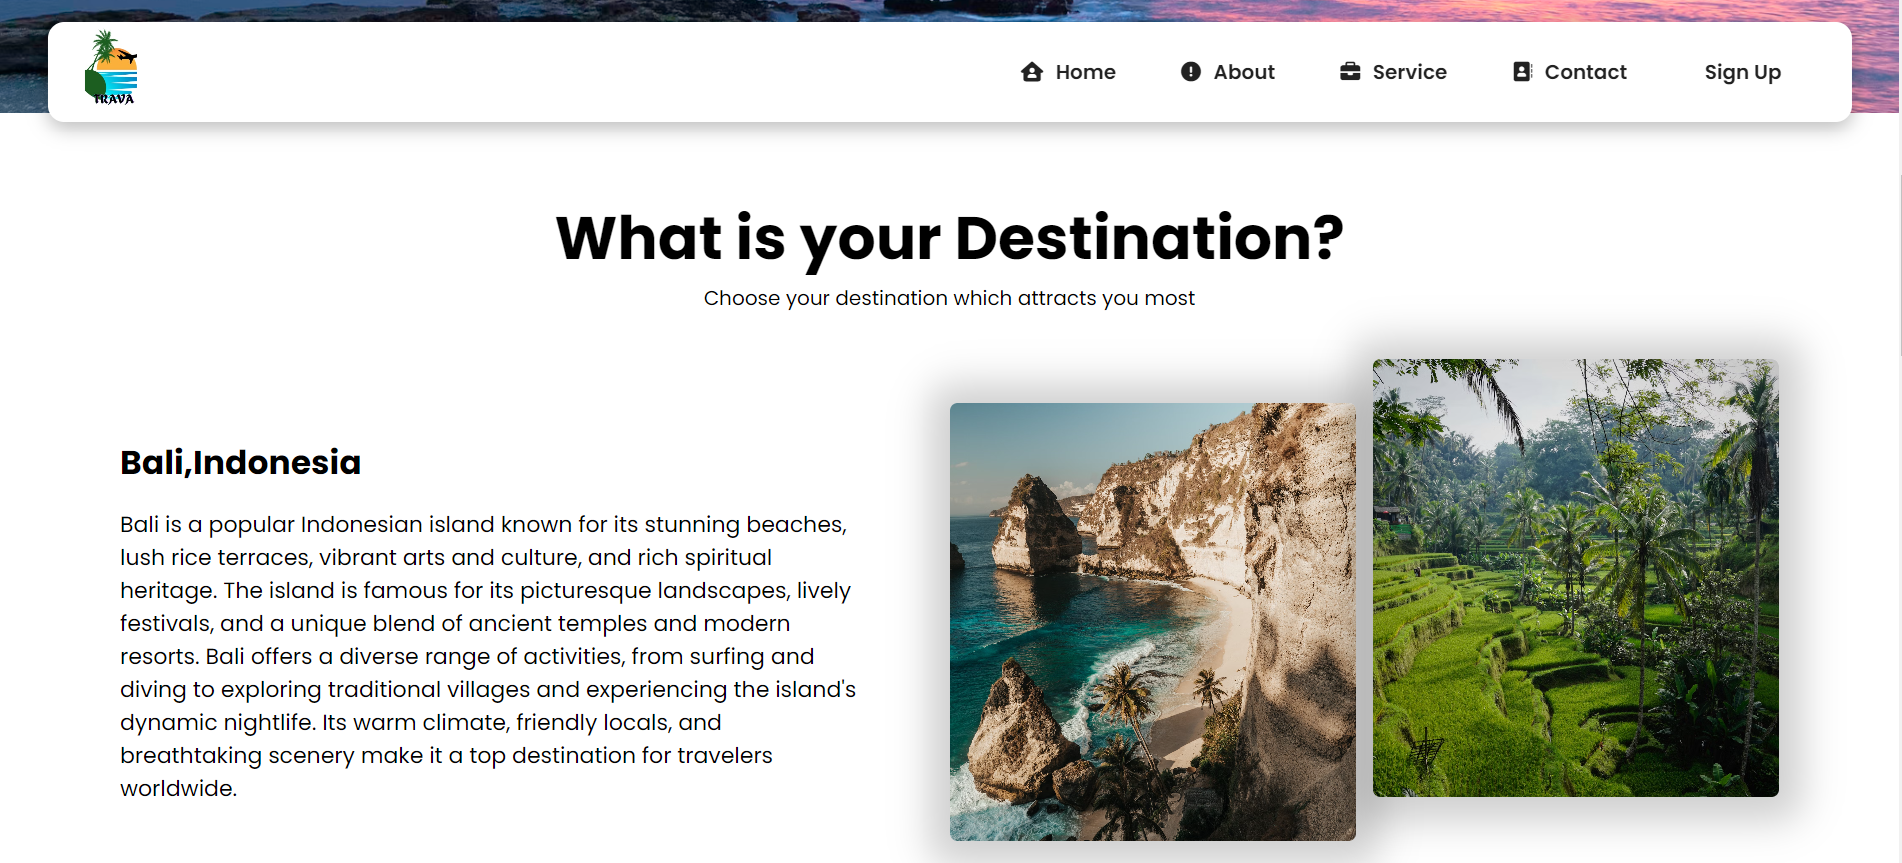 TRAVA
Home
About
Service
Contact
Sign Up
What is your Destination?
Choose your destination which attracts you most
Bali,Indonesia
Bali is a popular Indonesian island known for its stunning beaches,
lush rice terraces, vibrant arts and culture, and rich spiritual
heritage. The island is famous for its picturesque landscapes, lively
festivals, and a unique blend of ancient temples and modern
resorts. Bali offers a diverse range of activities, from surfing and
diving to exploring traditional villages and experiencing the island's
dynamic nightlife. Its warm climate, friendly locals, and
breathtaking scenery make it a top destination for travelers
worldwide.